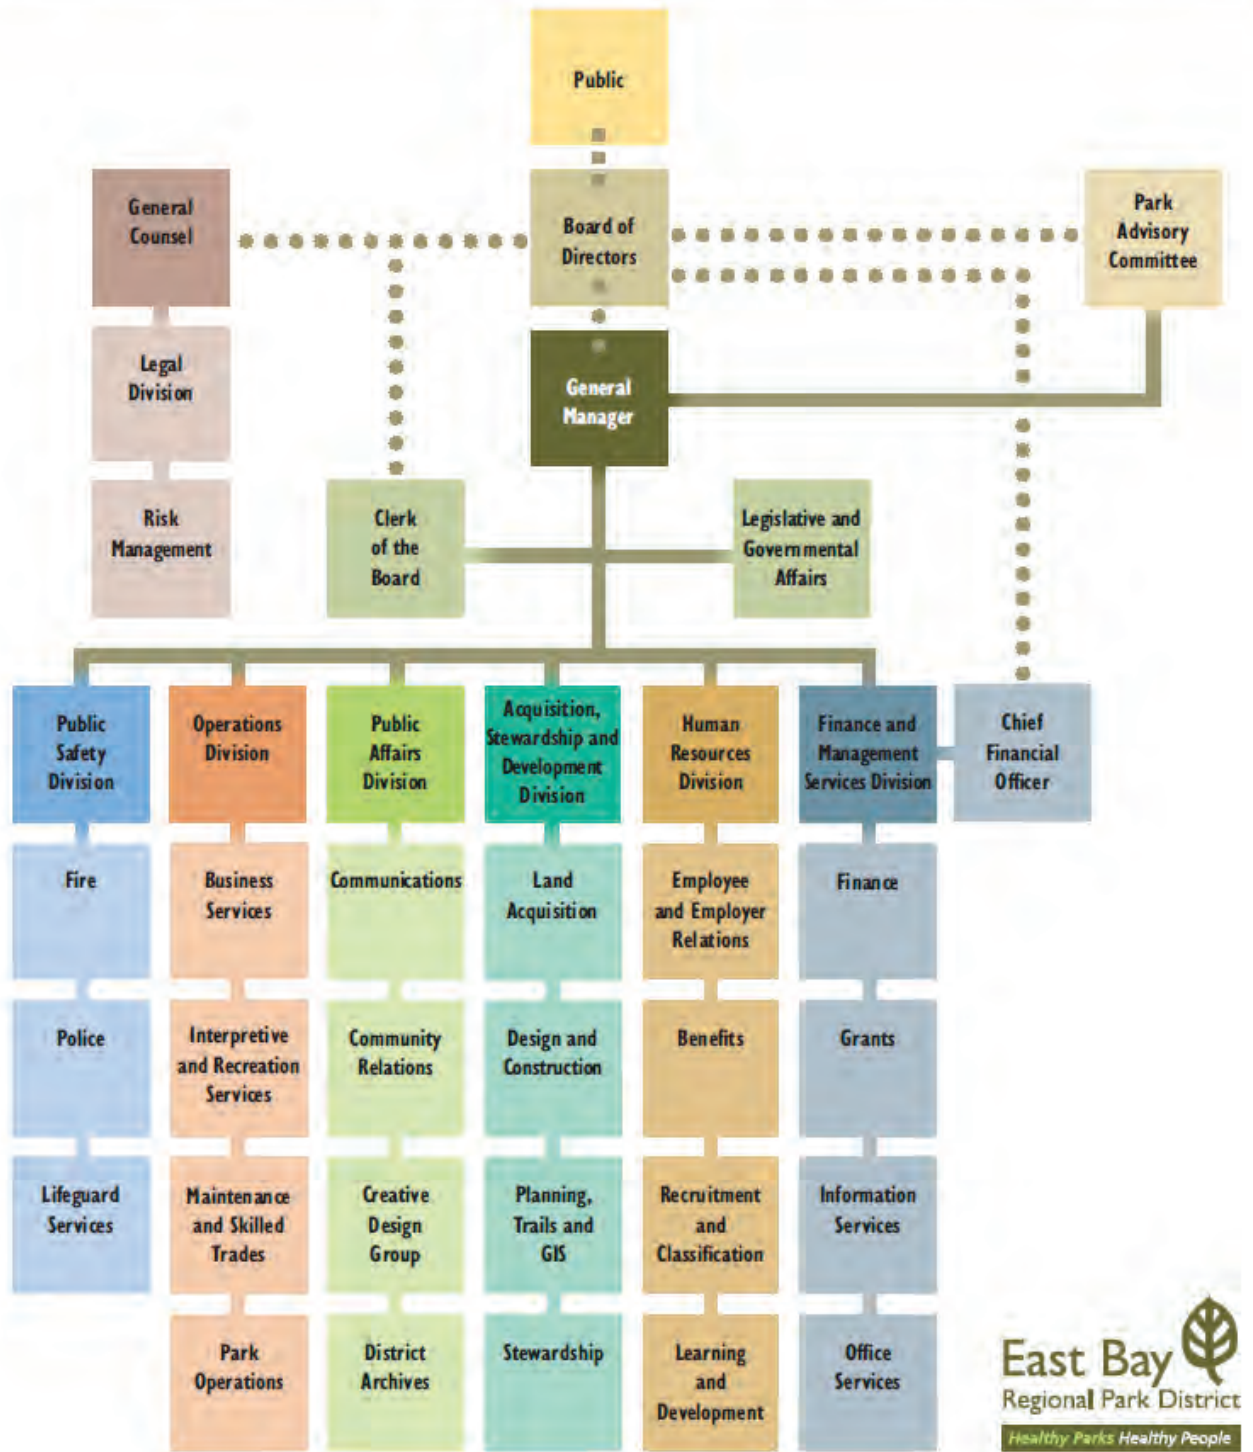 Public
General
Counsel
Board of
Directors
Park
Advisory
Committee
Legal
Division
General
Manager
Risk
Management
Clerk
of the
Board
Legislative and
Governmental
Affairs
Public
Safety
Division
Operations
Division
Public
Affairs
Division
Acquisition,
Stewardship and
Development
Division
Human
Resources
Division
Finance and
Management
Services Division
Chief
Financial
Officer
Fire
Business
Services
Communications
Land
Acquisition
Employee
and Employer
Relations
Finance
Police
Interpretive
and Recreation
Services
Community
Relations
Design and
Construction
Benefits
Grants
Lifeguard
Services
Maintenance
and Skilled
Trades
Creative
Design
Group
Planning,
Trails and
GIS
Recruitment
and
Classification
Information
Services
Park
Operations
District
Archives
Stewardship
Learning
and
Development
Office
Services
East Bay
Regional Park District
Healthy Parks Healthy People